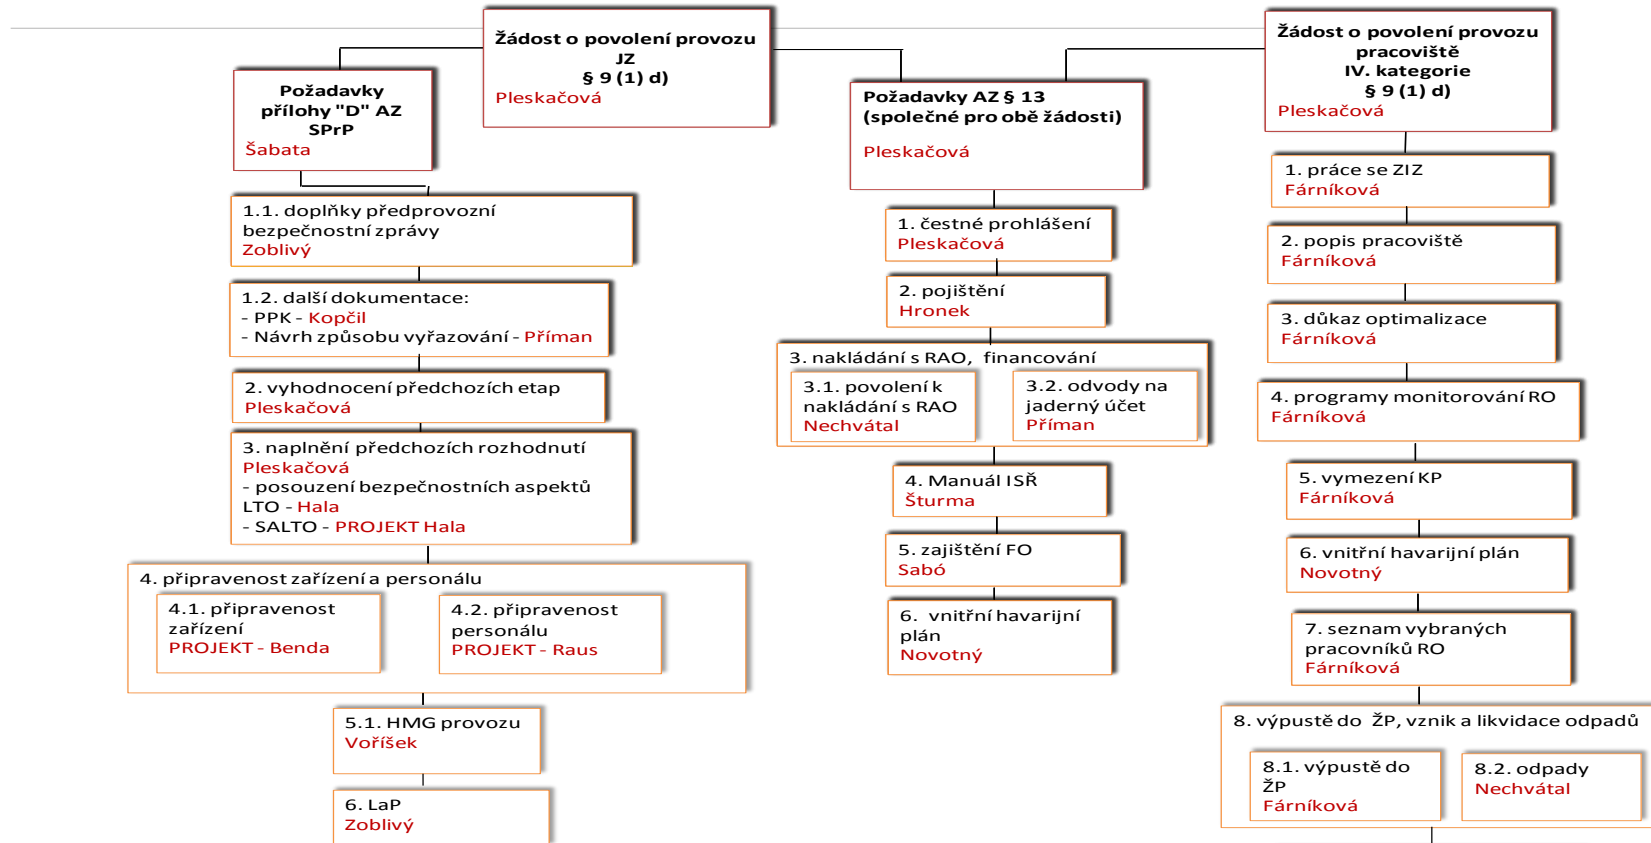 Žádost o povolení provozu
JZ
§ 9 (1) d)
Pleskačová
Požadavky
přílohy "D" AZ
SPrP
Šabata
1.1. doplňky předprovozní
bezpečnostní zprávy
Zoblivý
1.2. další dokumentace:
- PPK - Kopčil
- Návrh způsobu vyřazování - Příman
2. vyhodnocení předchozích etap
Pleskačová
3. naplnění předchozích rozhodnutí
Pleskačová
- posouzení bezpečnostních aspektů
LTO - Hala
- SALTO - PROJEKT Hala
4. připravenost zařízení a personálu
4.1. připravenost
zařízení
PROJEKT - Benda
4.2. připravenost
personálu
PROJEKT - Raus
5.1. HMG provozu
Voříšek
6. LaP
Zoblivý
Požadavky AZ § 13
(společné pro obě žádosti)
Pleskačová
1. čestné prohlášení
Pleskačová
2. pojištění
Hronek
3. nakládání s RAO, financování
3.1. povolení k
nakládání s RAO
Nechvátal
3.2. odvody na
jaderný účet
Příman
4. Manuál ISŘ
Šturma
5. zajištění FO
Sabó
6. vnitřní havarijní
plán
Novotný
Žádost o povolení provozu
pracoviště
IV. kategorie
§ 9 (1) d)
Pleskačová
1. práce se ZIZ
Fárníková
2. popis pracoviště
Fárníková
3. důkaz optimalizace
Fárníková
4. programy monitorování RO
Fárníková
5. vymezení KP
Fárníková
6. vnitřní havarijní plán
Novotný
7. seznam vybraných
pracovníků RO
Fárníková
8. výpustě do ŽP, vznik a likvidace odpadů
8.1. výpustě do
ŽP
Fárníková
8.2. odpady
Nechvátal